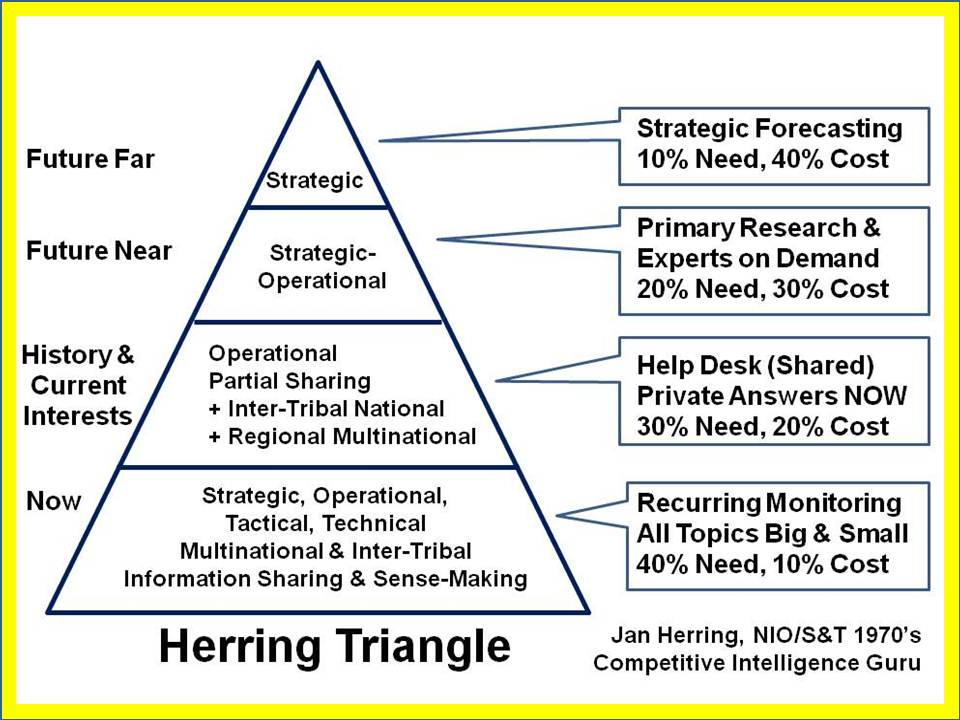 Future Far
Strategic
Strategic Forecasting
10% Need, 40% Cost
Future Near
Strategic-
Operational
Primary Research &
Experts on Demand
20% Need, 30% Cost
History &
Current
Interests
Operational
Partial Sharing
+ Inter-Tribal National
+ Regional Multinational
Help Desk (Shared)
Private Answers NOW
30% Need, 20% Cost
Now
Strategic, Operational,
Tactical, Technical
Multinational & Inter-Tribal
Information Sharing & Sense-Making
Recurring Monitoring
All Topics Big & Small
40% Need, 10% Cost
Herring Triangle
Jan Herring, NIO/S&T 1970’s
Competitive Intelligence Guru